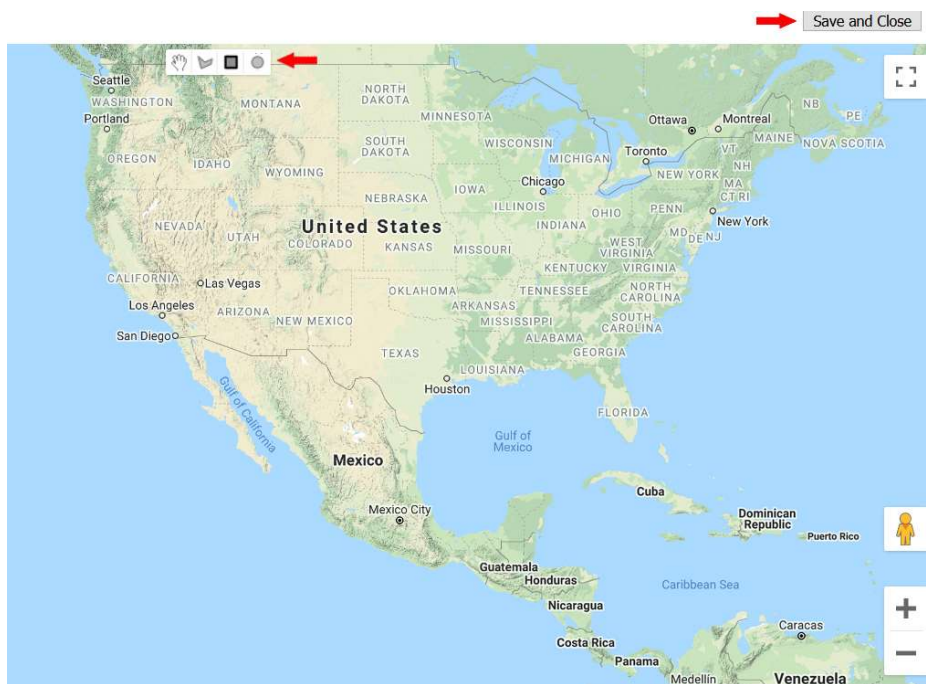 Save and Close
Seattle
WASHINGTON
Portland
MONTANA
NORTH
DAKOTA
MINNESOTA
Ottawa
Montreal
NB
PE
MAINE
NOVA SCOTIA
OREGON
IDAHO
WYOMING
SOUTH
DAKOTA
WISCONSIN
MICHIGAN
Toronto
VT
NH
NEW YORK
MA
CT RI
Chicago
IOWA
NEBRASKA
ILLINOIS
INDIANA
OHIO
PENN
New York
NEVADA
UTAH
United States
COLORADO
KANSAS
MISSOURI
WEST
VIRGINIA
MD
DE
NJ
KENTUCKY
VIRGINIA
CALIFORNIA
Las Vegas
Los Angeles
ARIZONA
NEW MEXICO
OKLAHOMA
ARKANSAS
TENNESSEE
NORTH
CAROLINA
San Diego
MISSISSIPPI
SOUTH
CAROLINA
ALABAMA
GEORGIA
TEXAS
LOUISIANA
Houston
FLORIDA
Gulf of California
Gulf of
Mexico
Mexico
Mexico City
Cuba
Dominican
Republic
Puerto Rico
Guatemala
Honduras
Caribbean Sea
Nicaragua
Costa Rica
Caracas
Panama
Medellín
Venezuela